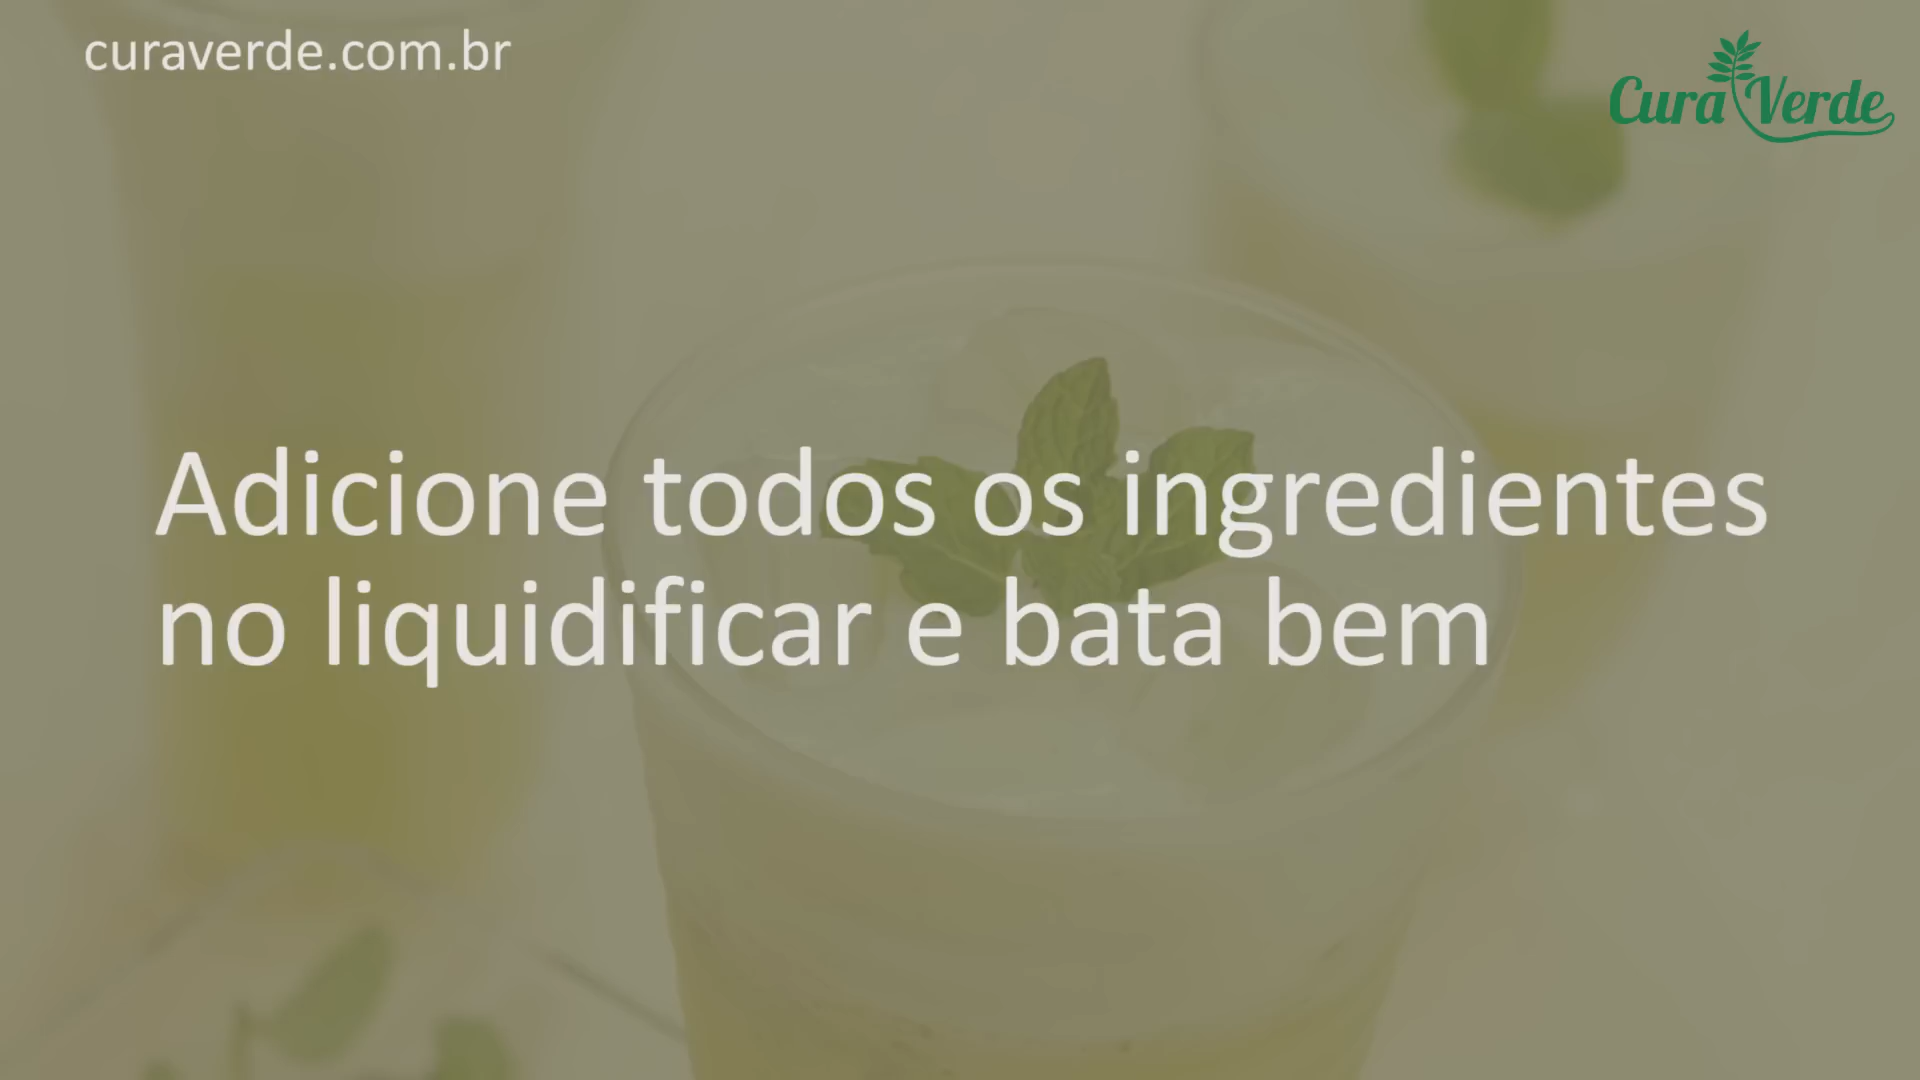 curaverde.com.br
Cura Verde
Adicione todos os ingredientes
no liquidificar e bata bem